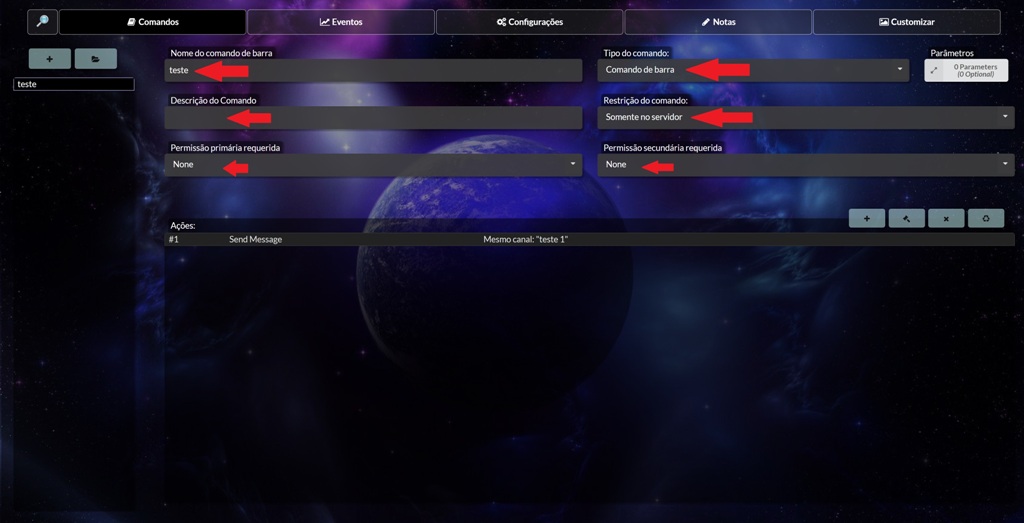 Comandos
Eventos
Configurações
Notas
Customizar
Nome do comando de barra
Tipo do comando:
Parâmetros
teste
Comando de barra
0 Parameters
(0 Optional)
teste
Descrição do Comando
Restrição do comando:
Somente no servidor
Permissão primária requerida
Permissão secundária requerida
None
None
Ações:
#1 Send Message Mesmo canal: "teste 1"